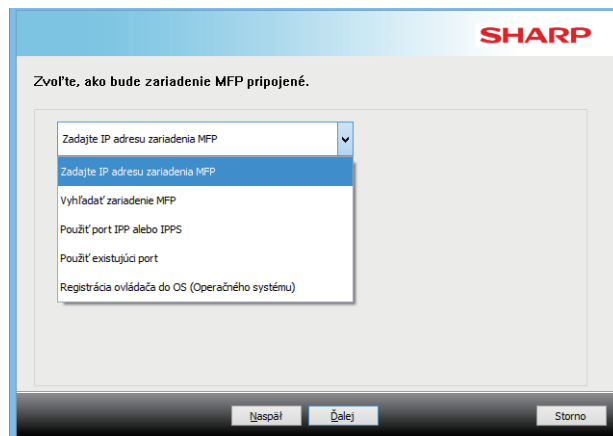 SHARP
Zvoľte, ako bude zariadenie MFP pripojené.
Zadajte IP adresu zariadenia MFP
Zadajte IP adresu zariadenia MFP
Vyhľadať zariadenie MFP
Použiť port IPP alebo IPPS
Použiť existujúci port
Registrácia ovládača do OS (Operačného systému)
Naspäť Ďalej Storno